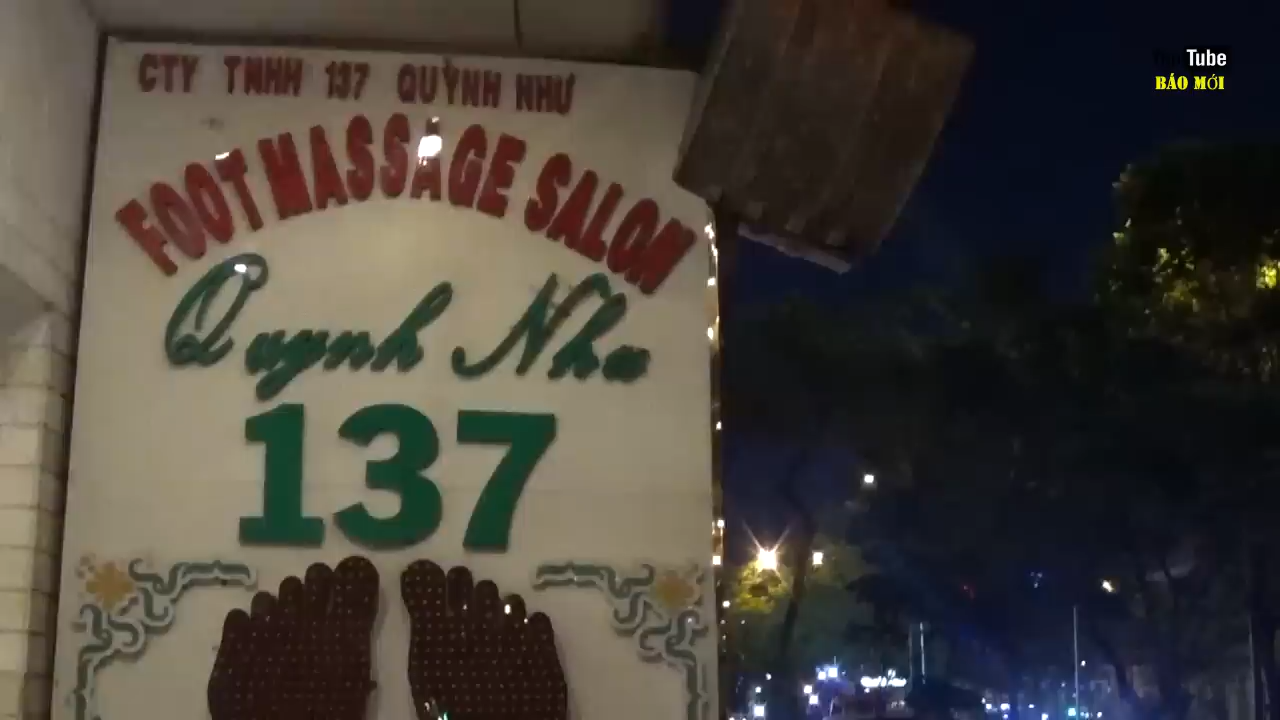 CTY TNHH 137 QUỲNH NHƯ
FOOT MASSAGE SALON
Quynh Nhu
137
Tube
BÁO MỚI